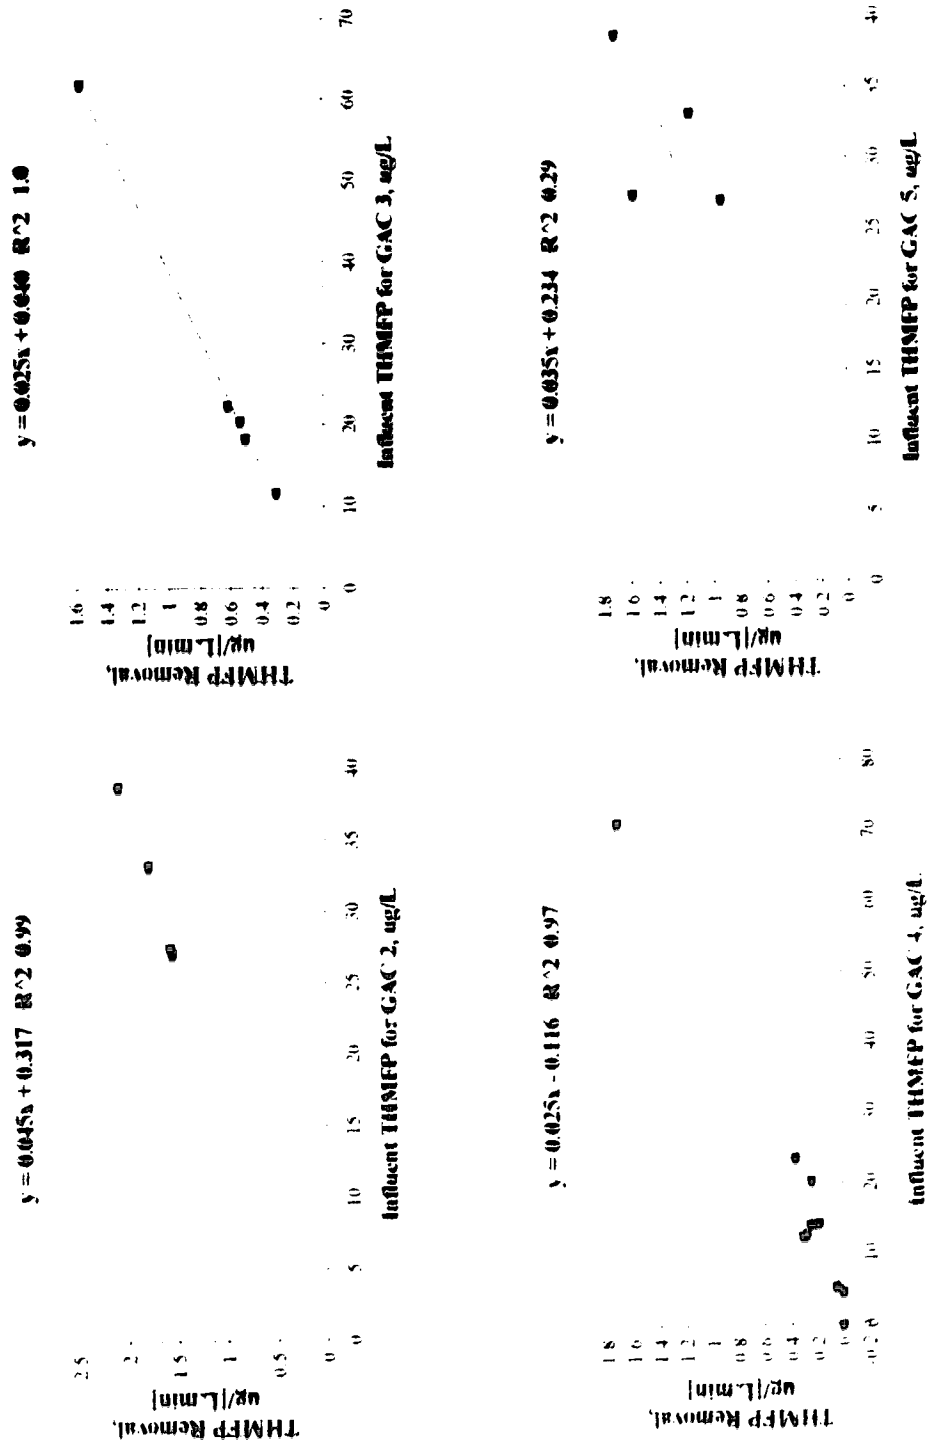 y = 0.045x + 0.317 R^2 0.99
THMFP Removal,
ug/[L.min]
2.5
2
1.5
1
0.5
0
0 5 10 15 20 25 30 35 40
Influent THMFP for GAC 2, ug/L
y = 0.025x + 0.040 R^2 1.0
THMFP Removal,
ug/[L.min]
1.6
1.4
1.2
1
0.8
0.6
0.4
0.2
0
0 10 20 30 40 50 60 70
Influent THMFP for GAC 3, ug/L
y = 0.025x - 0.116 R^2 0.97
THMFP Removal,
ug/[L.min]
1.8
1.6
1.4
1.2
1
0.8
0.6
0.4
0.2
0
-0.2
0 10 20 30 40 50 60 70 80
Influent THMFP for GAC 4, ug/L
y = 0.035x + 0.234 R^2 0.29
THMFP Removal,
ug/[L.min]
1.8
1.6
1.4
1.2
1
0.8
0.6
0.4
0.2
0
0 5 10 15 20 25 30 35 40
Influent THMFP for GAC 5, ug/L